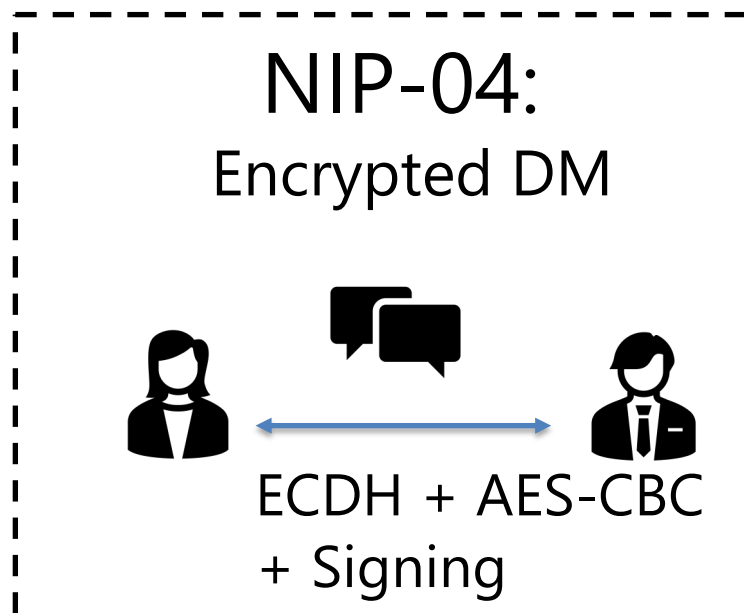 NIP-04:
Encrypted DM
ECDH + AES-CBC
+ Signing